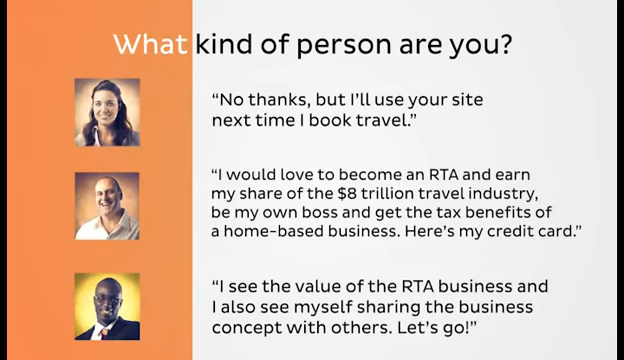 What kind of person are you?
“No thanks, but I’ll use your site
next time I book travel.”
“I would love to become an RTA and earn
my share of the $8 trillion travel industry,
be my own boss and get the tax benefits of
a home-based business. Here’s my credit card.”
“I see the value of the RTA business and
I also see myself sharing the business
concept with others. Let’s go!”